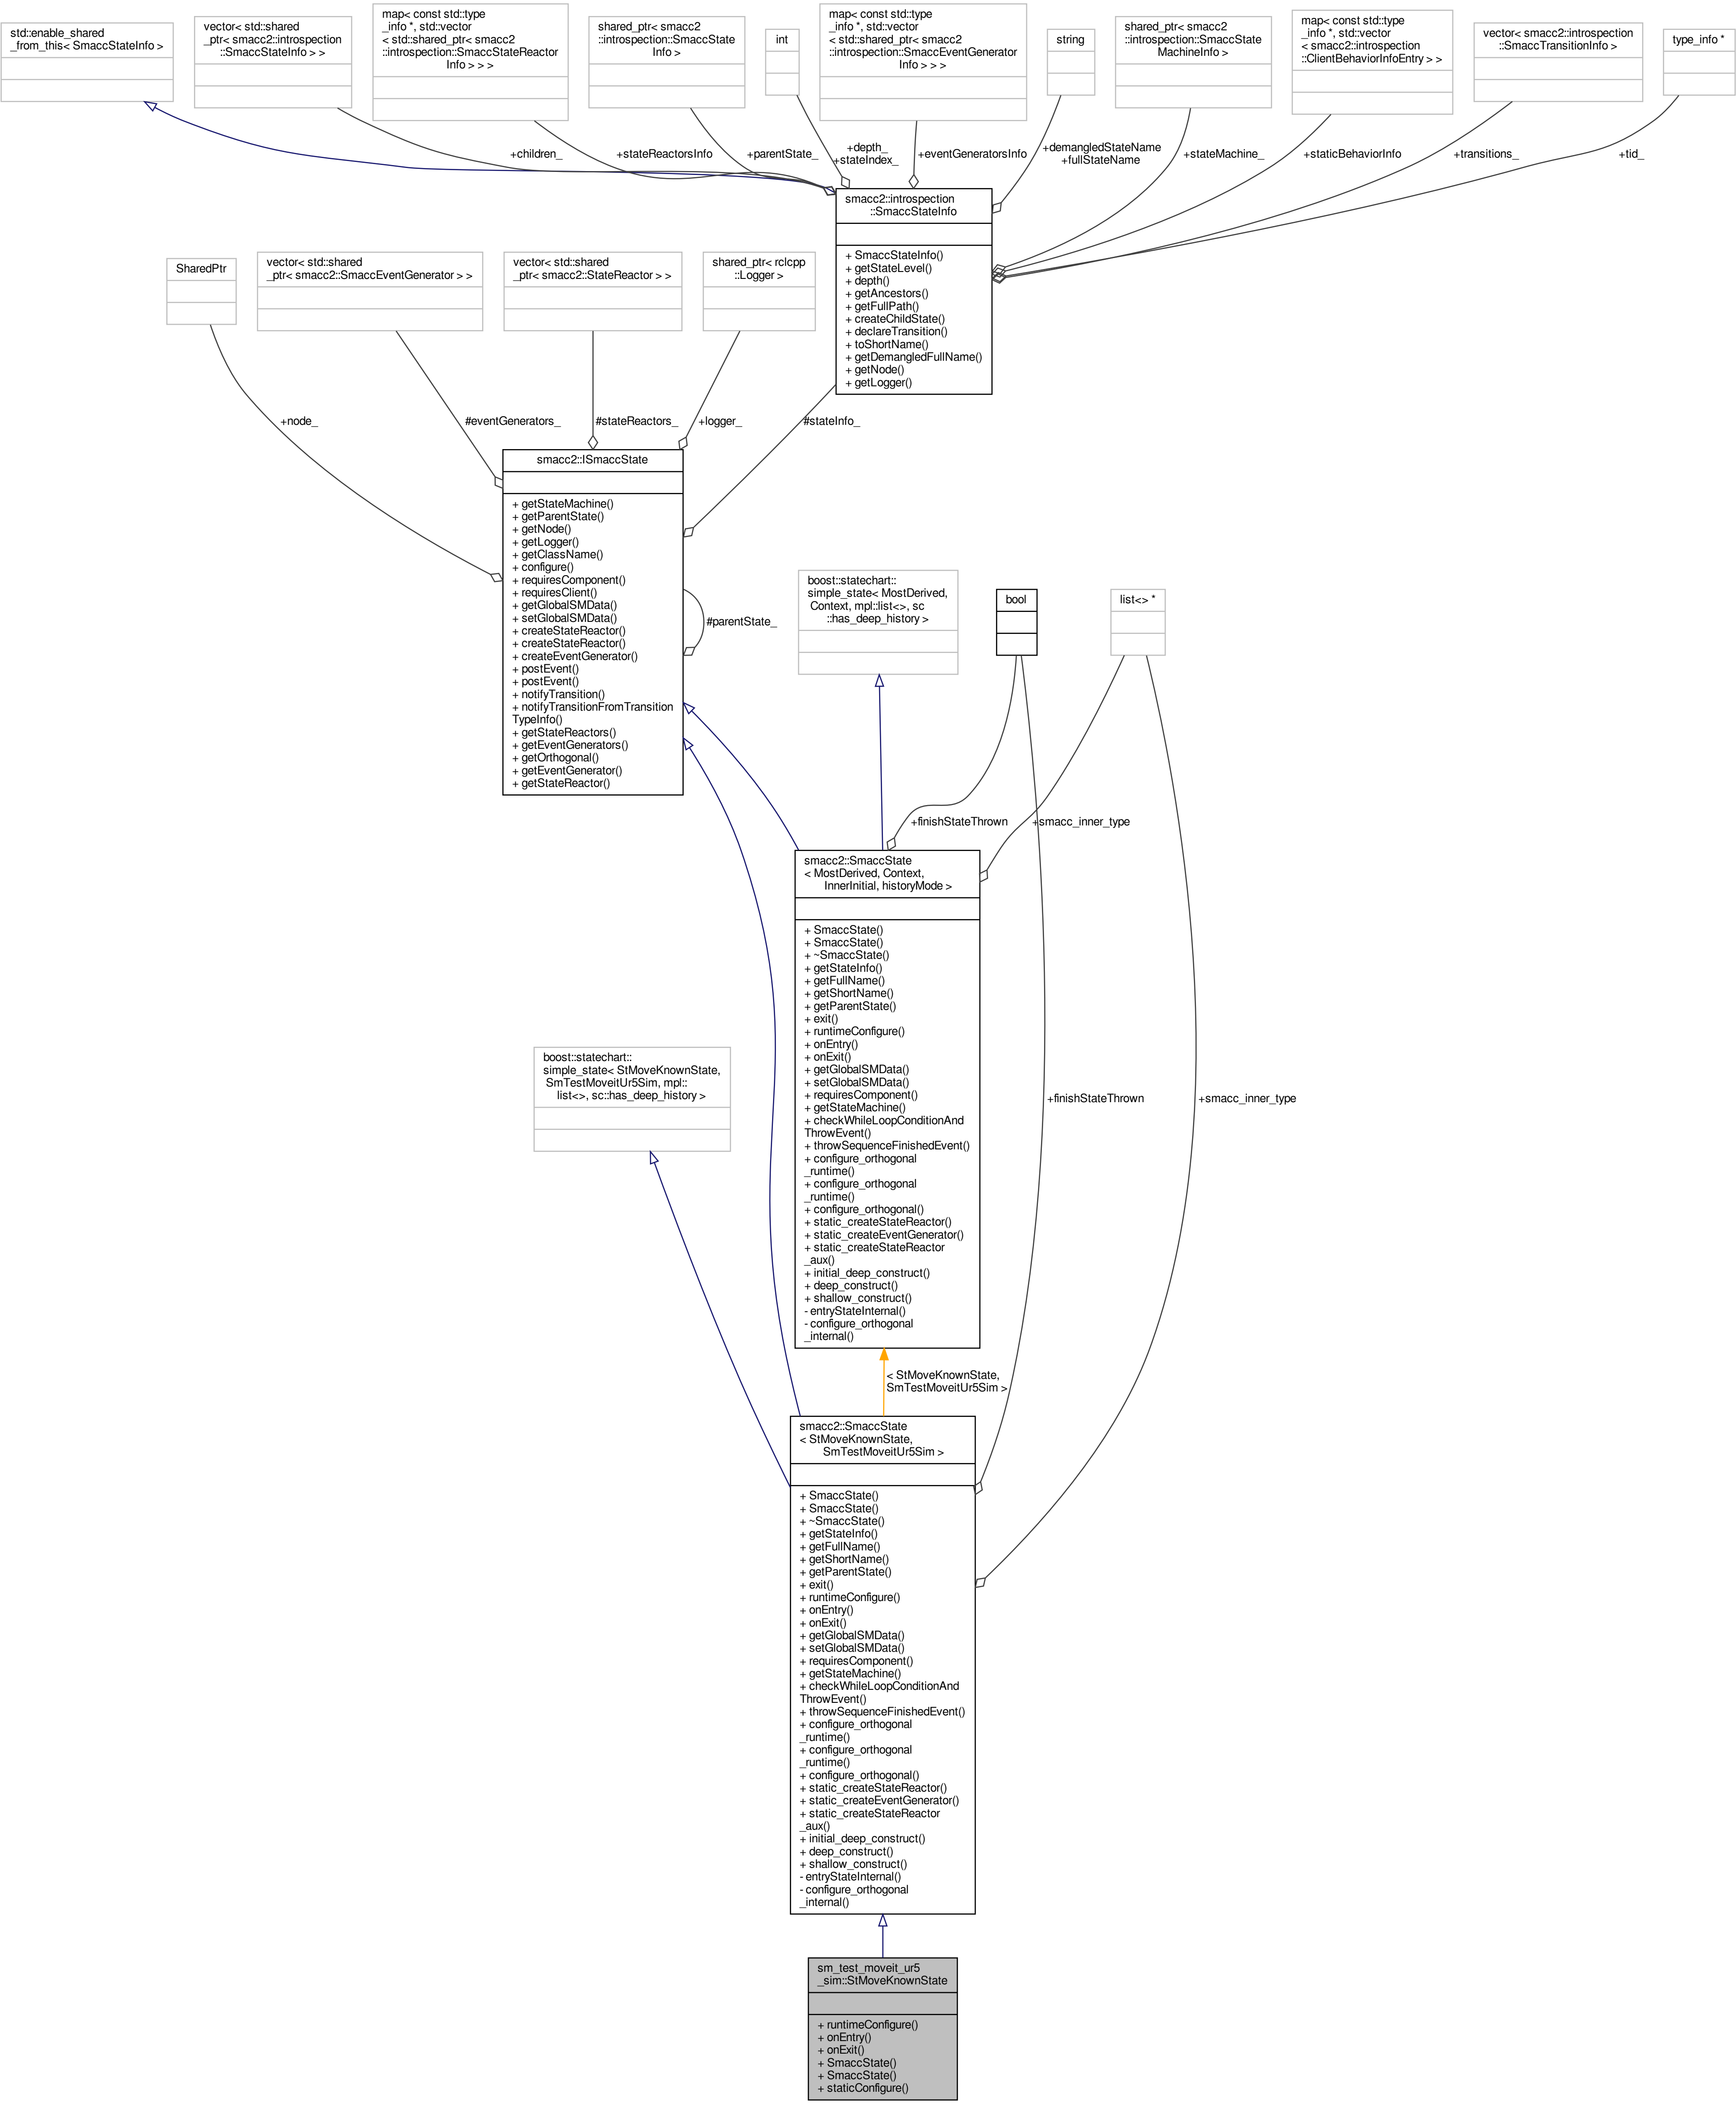 std::enable_shared
_from_this< SmaccStateInfo >
vector< std::shared
_ptr< smacc2::introspection
::SmaccStateInfo > >
map< const std::type
_info *, std::vector
< std::shared_ptr< smacc2
::introspection::SmaccStateReactor
Info > > >
shared_ptr< smacc2
::introspection::SmaccState
Info >
int
map< const std::type
_info *, std::vector
< std::shared_ptr< smacc2
::introspection::SmaccEventGenerator
Info > > >
string
shared_ptr< smacc2
::introspection::SmaccState
MachineInfo >
map< const std::type
_info *, std::vector
< smacc2::introspection
::ClientBehaviorInfoEntry > >
vector< smacc2::introspection
::SmaccTransitionInfo >
type_info *
+children_
+stateReactorsInfo
+parentState_
+depth_
+stateIndex_
+eventGeneratorsInfo
+demangledStateName
+fullStateName
+stateMachine_
+staticBehaviorInfo
+transitions_
+tid_
smacc2::introspection
::SmaccStateInfo
+ SmaccStateInfo()
+ getStateLevel()
+ depth()
+ getAncestors()
+ getFullPath()
+ createChildState()
+ declareTransition()
+ toShortName()
+ getDemangledFullName()
+ getNode()
+ getLogger()
SharedPtr
vector< std::shared
_ptr< smacc2::SmaccEventGenerator > >
vector< std::shared
_ptr< smacc2::StateReactor > >
shared_ptr< rclcpp
::Logger >
+node_
#eventGenerators_
#stateReactors_
+logger_
#stateInfo_
smacc2::ISmaccState
+ getStateMachine()
+ getParentState()
+ getNode()
+ getLogger()
+ getClassName()
+ configure()
+ requiresComponent()
+ requiresClient()
+ getGlobalSMData()
+ setGlobalSMData()
+ createStateReactor()
+ createStateReactor()
+ createEventGenerator()
+ postEvent()
+ postEvent()
+ notifyTransition()
+ notifyTransitionFromTransition
TypeInfo()
+ getStateReactors()
+ getEventGenerators()
+ getOrthogonal()
+ getEventGenerator()
+ getStateReactor()
#parentState_
boost::statechart::
simple_state< MostDerived,
Context, mpl::list<>, sc
::has_deep_history >
bool
list<> *
+finishStateThrown
+smacc_inner_type
smacc2::SmaccState
< MostDerived, Context,
InnerInitial, historyMode >
+ SmaccState()
+ SmaccState()
+ ~SmaccState()
+ getStateInfo()
+ getFullName()
+ getShortName()
+ getParentState()
+ exit()
+ runtimeConfigure()
+ onEntry()
+ onExit()
+ getGlobalSMData()
+ setGlobalSMData()
+ requiresComponent()
+ getStateMachine()
+ checkWhileLoopConditionAnd
ThrowEvent()
+ throwSequenceFinishedEvent()
+ configure_orthogonal
_runtime()
+ configure_orthogonal
_runtime()
+ configure_orthogonal()
+ static_createStateReactor()
+ static_createEventGenerator()
+ static_createStateReactor
_aux()
+ initial_deep_construct()
+ deep_construct()
+ shallow_construct()
- entryStateInternal()
- configure_orthogonal
_internal()
boost::statechart::
simple_state< StMoveKnownState,
SmTestMoveitUr5Sim, mpl::
list<>, sc::has_deep_history >
+finishStateThrown
+smacc_inner_type
< StMoveKnownState,
SmTestMoveitUr5Sim >
smacc2::SmaccState
< StMoveKnownState,
SmTestMoveitUr5Sim >
+ SmaccState()
+ SmaccState()
+ ~SmaccState()
+ getStateInfo()
+ getFullName()
+ getShortName()
+ getParentState()
+ exit()
+ runtimeConfigure()
+ onEntry()
+ onExit()
+ getGlobalSMData()
+ setGlobalSMData()
+ requiresComponent()
+ getStateMachine()
+ checkWhileLoopConditionAnd
ThrowEvent()
+ throwSequenceFinishedEvent()
+ configure_orthogonal
_runtime()
+ configure_orthogonal
_runtime()
+ configure_orthogonal()
+ static_createStateReactor()
+ static_createEventGenerator()
+ static_createStateReactor
_aux()
+ initial_deep_construct()
+ deep_construct()
+ shallow_construct()
- entryStateInternal()
- configure_orthogonal
_internal()
sm_test_moveit_ur5
_sim::StMoveKnownState
+ runtimeConfigure()
+ onEntry()
+ onExit()
+ SmaccState()
+ SmaccState()
+ staticConfigure()